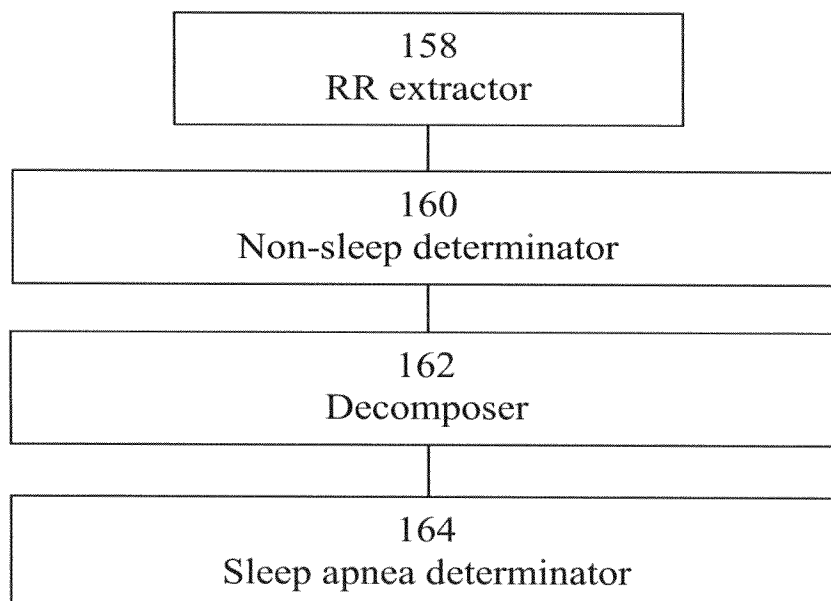 158
RR extractor
160
Non-sleep determinator
162
Decomposer
164
Sleep apnea determinator